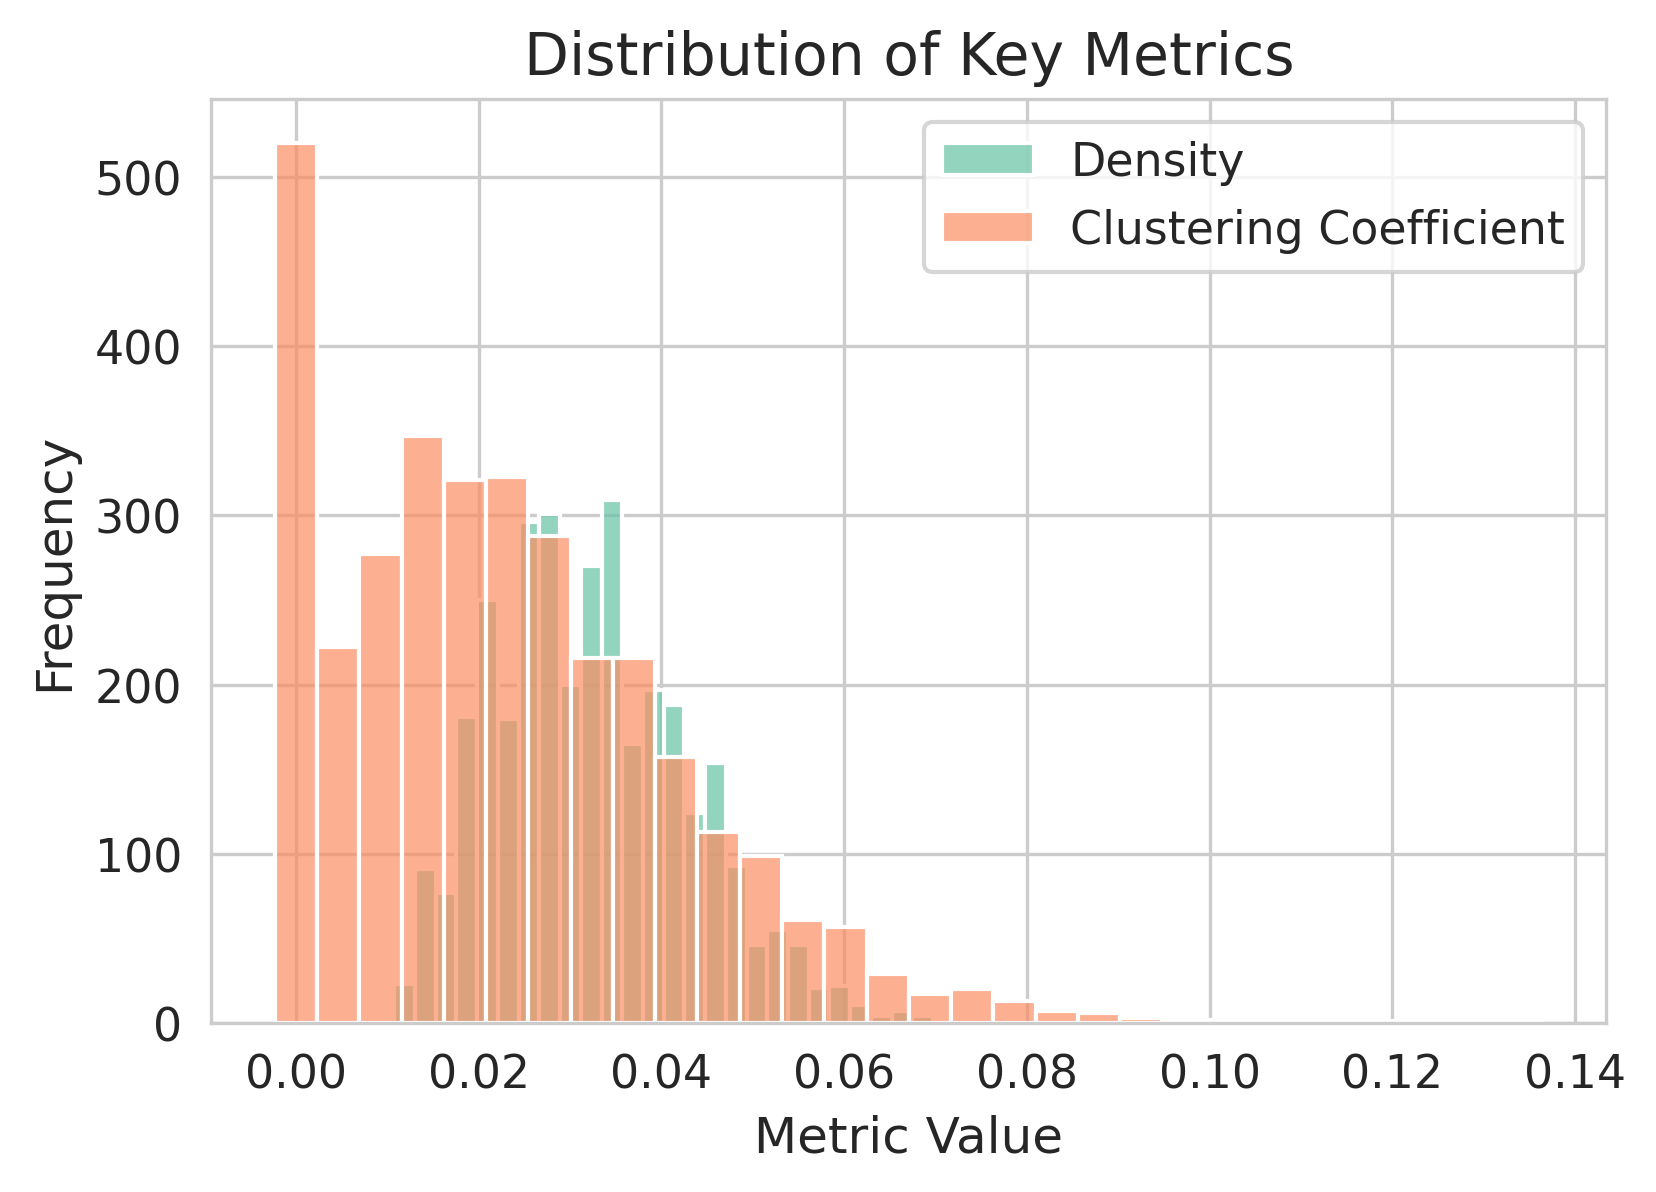 Distribution of Key Metrics
Density
Clustering Coefficient
500
400
300
200
100
0
Frequency
0.00 0.02 0.04 0.06 0.08 0.10 0.12 0.14
Metric Value